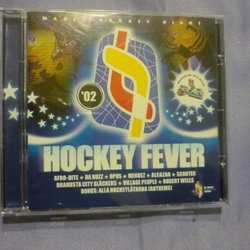 '02
HOCKEY FEVER
AFRO-DITE ★ DA BUZZ ★ OPUS ★ MENDEZ ★ ALCAZAR ★ SCOOTER
BRANDSTA CITY SLÄCKERS ★ VILLAGE PEOPLE ★ ROBERT WELLS
BONUS: ALLA HOCKEYLÅTARNA (ANTHEMS)